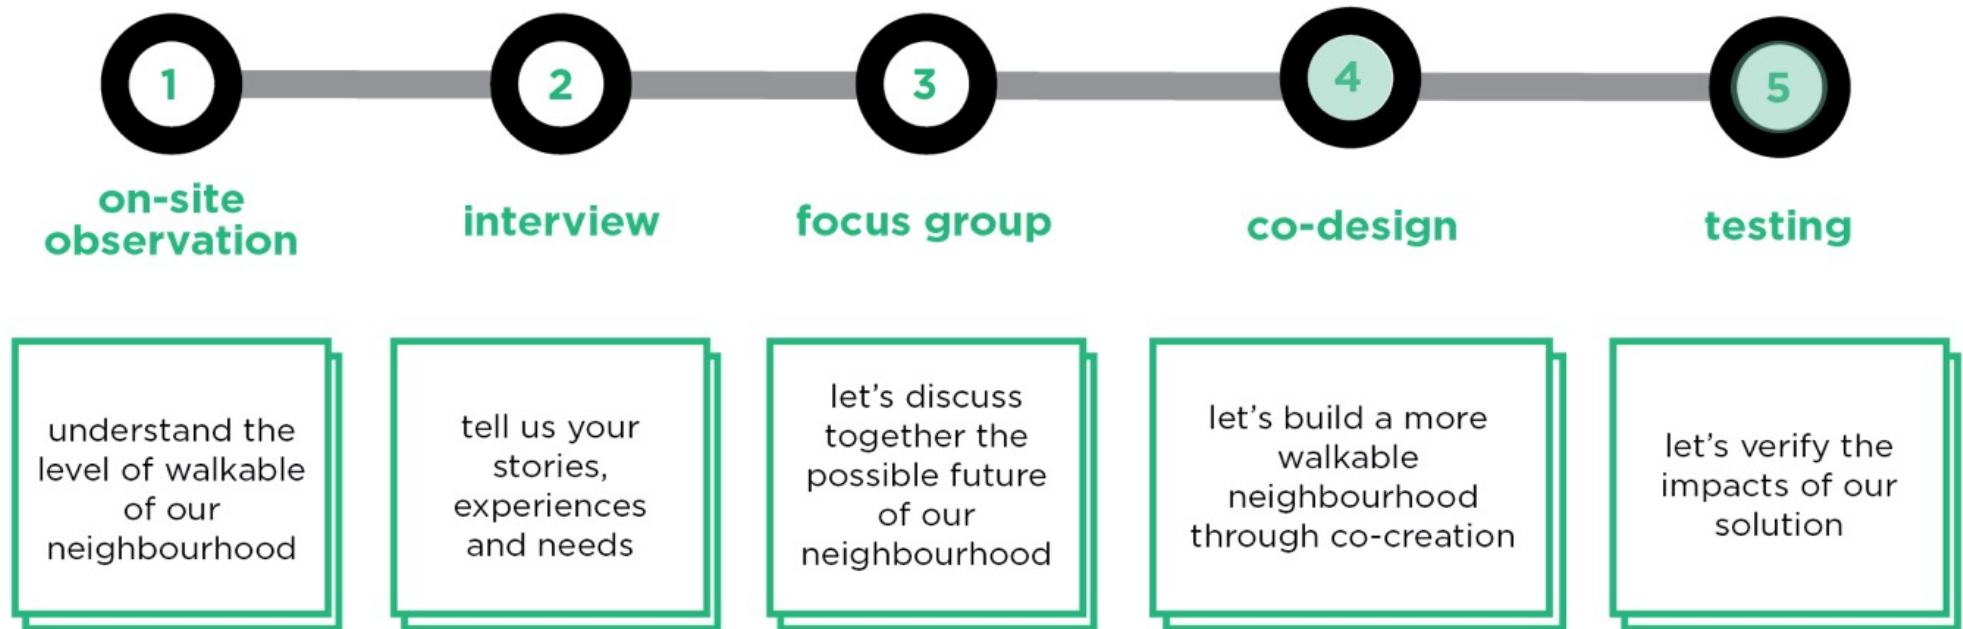 1
2
3
4
5
on-site
observation
interview
focus group
co-design
testing
understand the
level of walkable
of our
neighbourhood
tell us your
stories,
experiences
and needs
let's discuss
together the
possible future
of our
neighbourhood
let's build a more
walkable
neighbourhood
through co-creation
let's verify the
impacts of our
solution